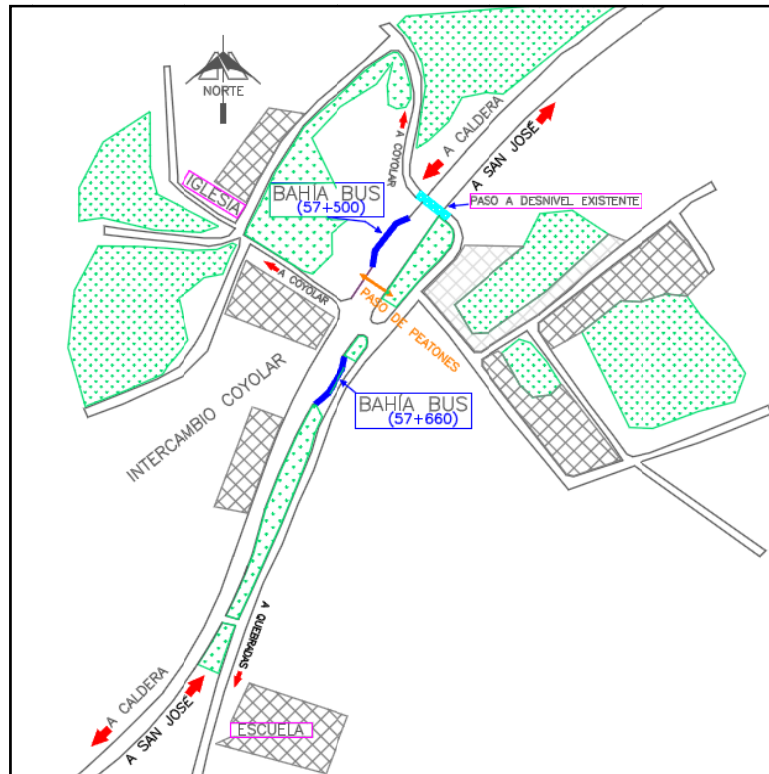 NORTE
A CALDERA
A SAN JOSÉ
A COYOLAR
IGLESIA
BAHÍA BUS
(57+500)
PASO A DESNIVEL EXISTENTE
A COYOLAR
PASO DE PEATONES
INTERCAMBIO COYOLAR
BAHÍA BUS
(57+660)
A QUEBRADAS
A CALDERA
A SAN JOSÉ
ESCUELA